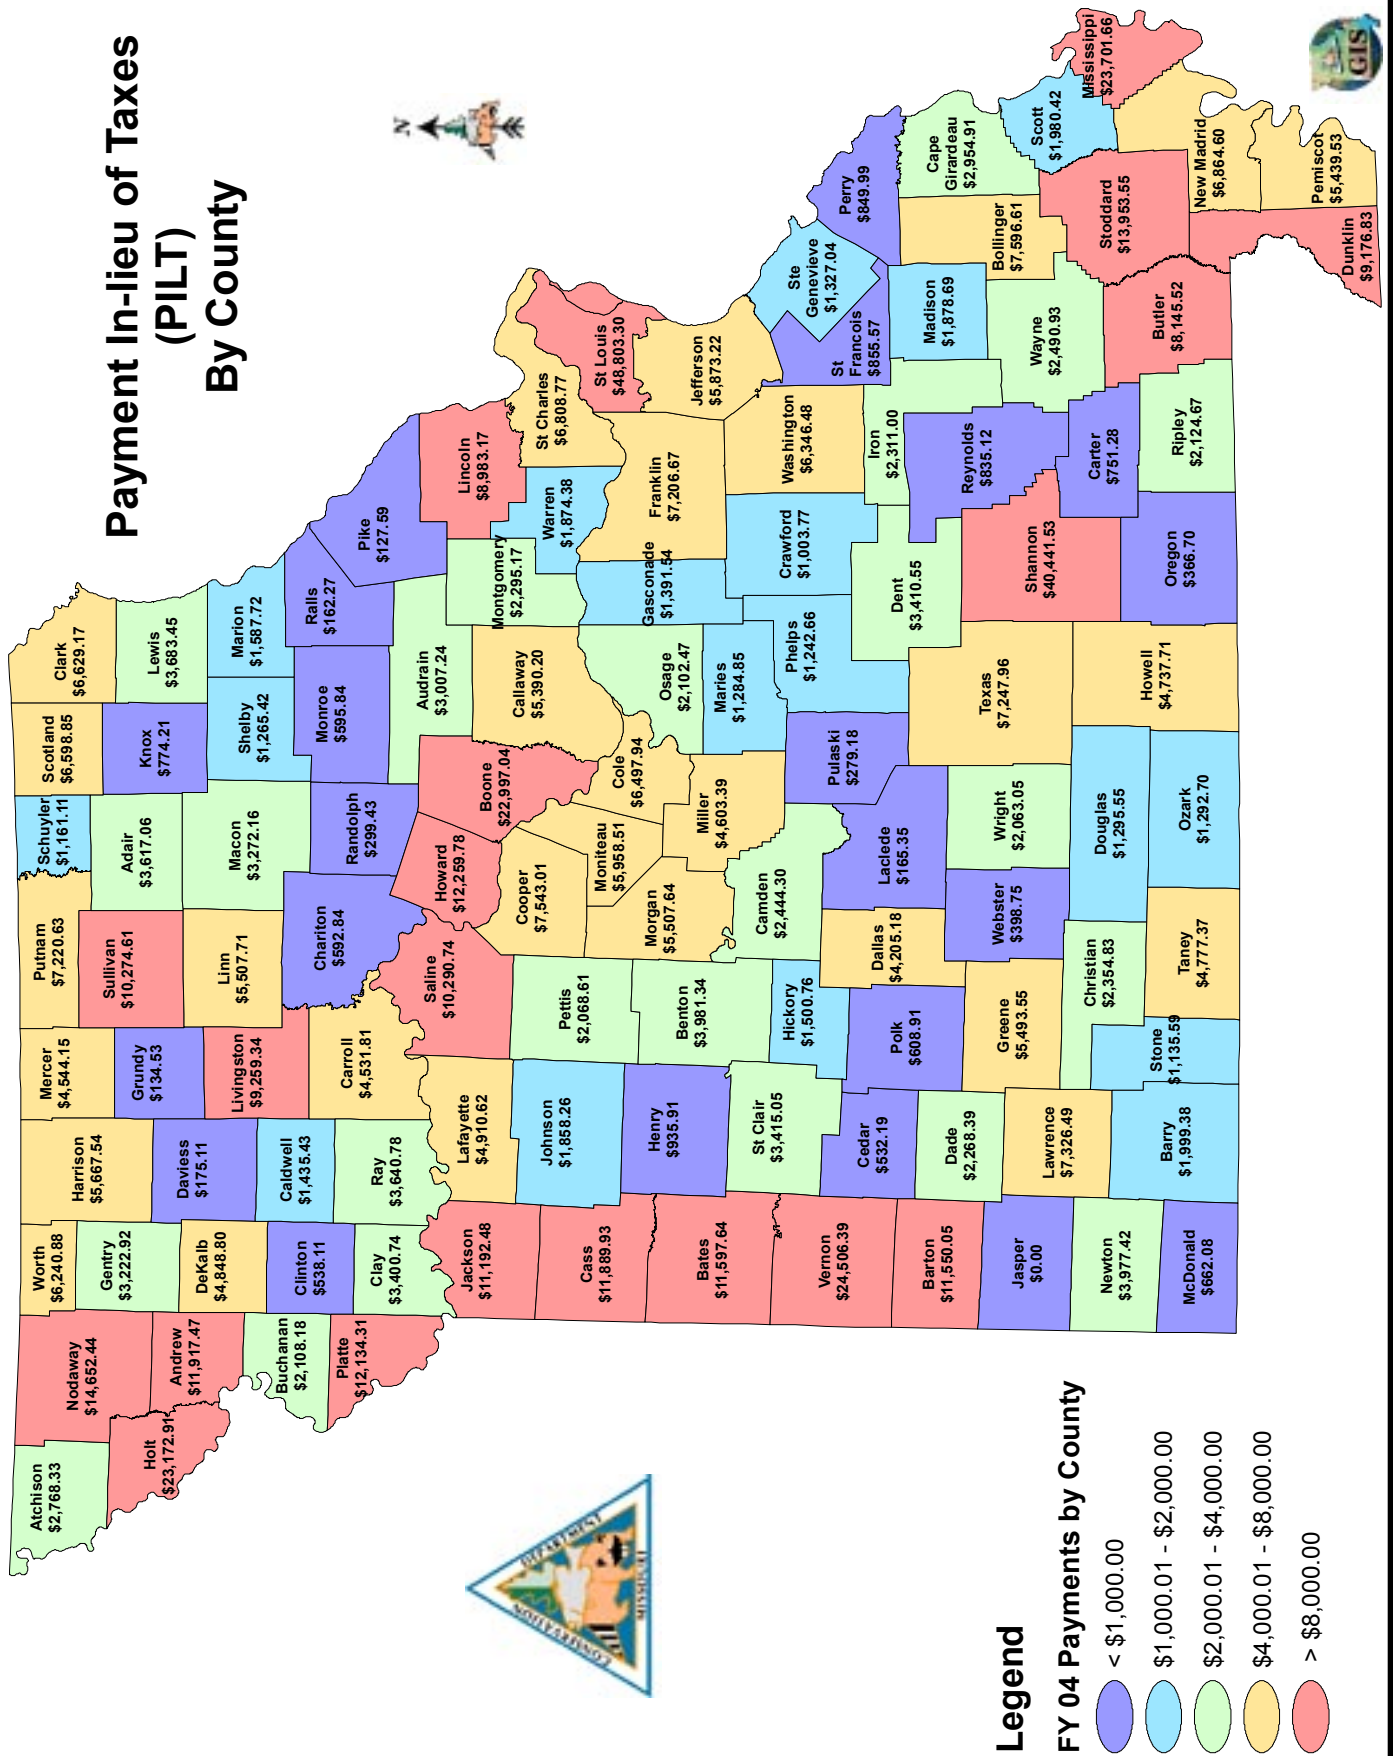 Payment In-lieu of Taxes
(PILT)
By County
N
Atchison
$2,768.33
Nodaway
$14,652.44
Holt
$23,172.91
Andrew
$11,917.47
Buchanan
$2,108.18
Platte
$12,134.31
Worth
$6,240.88
Gentry
$3,222.92
DeKalb
$4,848.80
Clinton
$538.11
Clay
$3,400.74
Harrison
$5,667.54
Daviess
$175.11
Caldwell
$1,435.43
Ray
$3,640.78
Mercer
$4,544.15
Grundy
$134.53
Livingston
$9,259.34
Carroll
$4,531.81
Putnam
$7,220.63
Sullivan
$10,274.61
Linn
$5,507.71
Chariton
$592.84
Saline
$10,290.74
Schuyler
$1,161.11
Adair
$3,617.06
Macon
$3,272.16
Randolph
$299.43
Howard
$12,259.78
Scotland
$6,598.85
Knox
$774.21
Shelby
$1,265.42
Monroe
$595.84
Audrain
$3,007.24
Boone
$22,997.04
Clark
$6,629.17
Lewis
$3,683.45
Marion
$1,587.72
Ralls
$162.27
Pike
$127.59
Lincoln
$8,983.17
Montgomery
$2,295.17
Warren
$1,874.38
St Charles
$6,808.77
St Louis
$48,803.30
Callaway
$5,390.20
Jackson
$11,192.48
Cass
$11,889.93
Bates
$11,597.64
Vernon
$24,506.39
Barton
$11,550.05
Jasper
$0.00
Newton
$3,977.42
McDonald
$662.08
Lafayette
$4,910.62
Johnson
$1,858.26
Henry
$935.91
St Clair
$3,415.05
Cedar
$532.19
Dade
$2,268.39
Lawrence
$7,326.49
Barry
$1,999.38
Pettis
$2,068.61
Benton
$3,981.34
Hickory
$1,500.76
Polk
$608.91
Greene
$5,493.55
Christian
$2,354.83
Stone
$1,135.59
Taney
$4,777.37
Cooper
$7,543.01
Moniteau
$5,958.51
Morgan
$5,507.64
Camden
$2,444.30
Dallas
$4,205.18
Webster
$398.75
Cole
$6,497.94
Miller
$4,603.39
Laclede
$165.35
Wright
$2,063.05
Douglas
$1,295.55
Ozark
$1,292.70
Osage
$2,102.47
Maries
$1,284.85
Phelps
$1,242.66
Pulaski
$279.18
Texas
$7,247.96
Howell
$4,737.71
Gasconade
$1,391.54
Franklin
$7,206.67
Jefferson
$5,873.22
Crawford
$1,003.77
Washington
$6,346.48
Dent
$3,410.55
Iron
$2,311.00
Reynolds
$835.12
Shannon
$40,441.53
Oregon
$366.70
Carter
$751.28
Ripley
$2,124.67
Ste
Genevieve
$1,327.04
St
Francois
$855.57
Perry
$849.99
Madison
$1,878.69
Bollinger
$7,596.61
Cape
Girardeau
$2,954.91
Wayne
$2,490.93
Butler
$8,145.52
Stoddard
$13,953.55
Scott
$1,980.42
Mississippi
$23,701.66
New Madrid
$6,864.60
Pemiscot
$5,439.53
Dunklin
$9,176.83
CONSERVATION
DEPARTMENT
MISSOURI
GIS
Legend
FY 04 Payments by County
< $1,000.00
$1,000.01 - $2,000.00
$2,000.01 - $4,000.00
$4,000.01 - $8,000.00
> $8,000.00